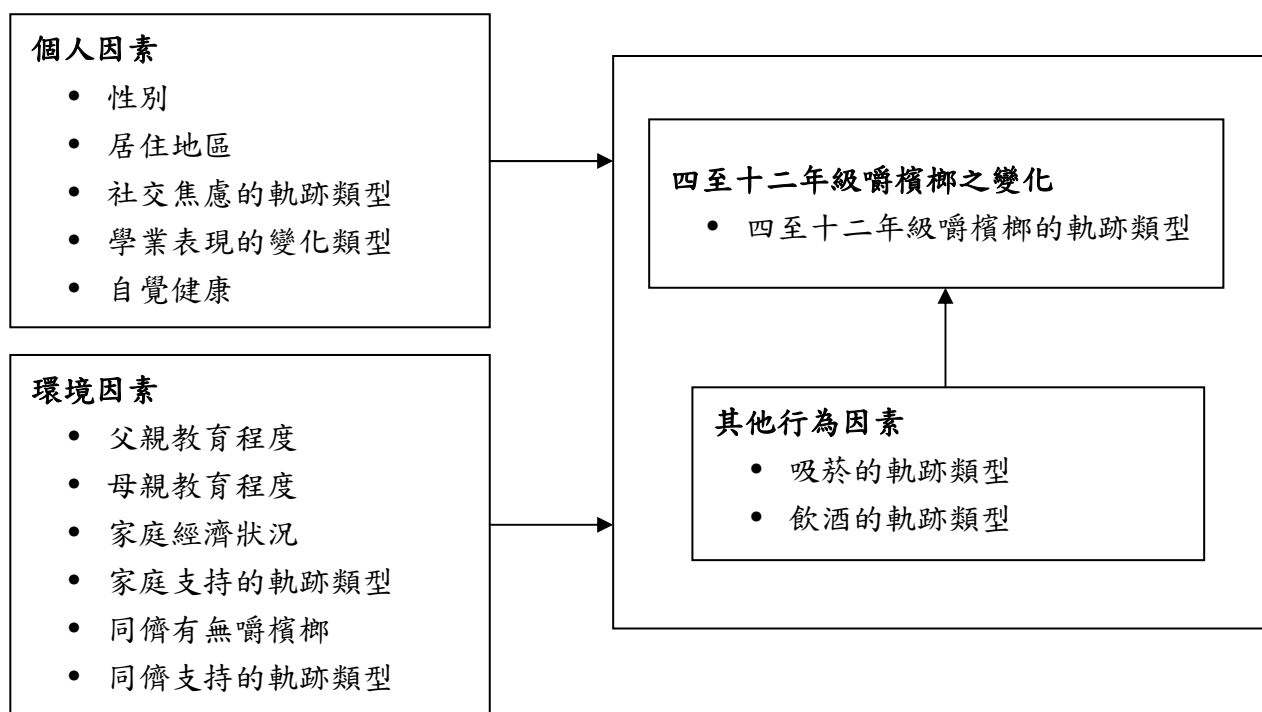 個人因素
• 性別
• 居住地區
• 社交焦慮的軌跡類型
• 學業表現的變化類型
• 自覺健康
環境因素
• 父親教育程度
• 母親教育程度
• 家庭經濟狀況
• 家庭支持的軌跡類型
• 同儕有無嚼檳榔
• 同儕支持的軌跡類型
四至十二年級嚼檳榔之變化
• 四至十二年級嚼檳榔的軌跡類型
其他行為因素
• 吸菸的軌跡類型
• 飲酒的軌跡類型